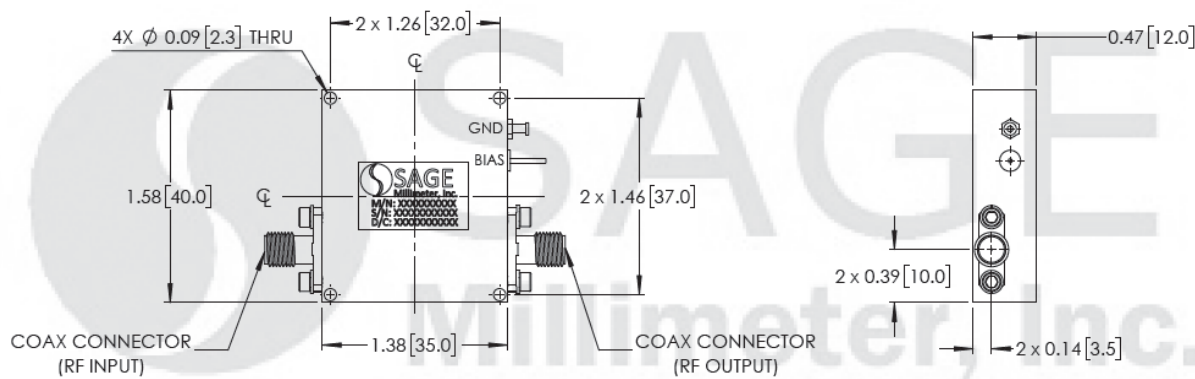 2 x 1.26 [32.0]
4X Ø 0.09 [2.3] THRU
℄
0.47 [12.0]
SAGE
GND
BIAS
SAGE
Millimeter, Inc.
M/N: XXXXXXXXXX
S/N: XXXXXXXXXXX
D/C: XXXXXXXXXXX
1.58 [40.0]
℄
2 x 1.46 [37.0]
2 x 0.39 [10.0]
Millimeter, Inc.
COAX CONNECTOR
(RF INPUT)
1.38 [35.0]
COAX CONNECTOR
(RF OUTPUT)
2 x 0.14 [3.5]